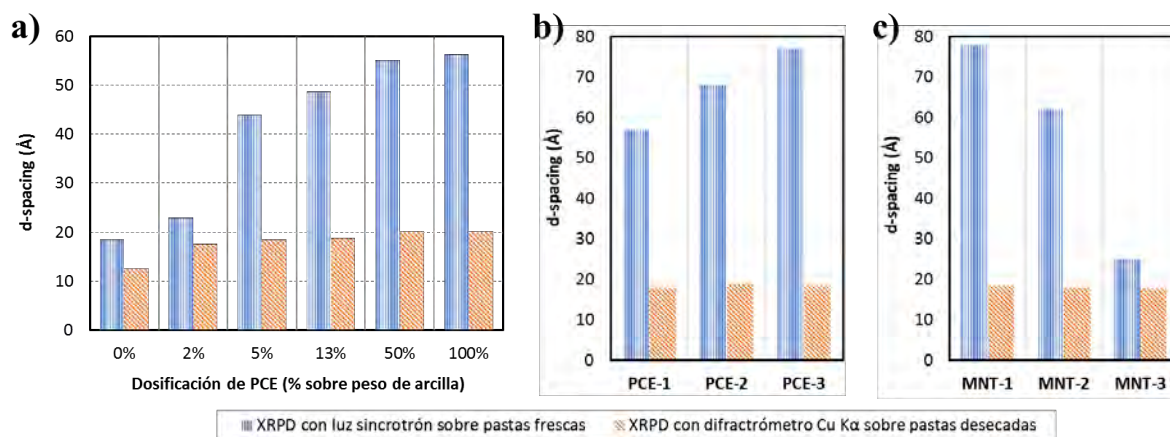 a)
d-spacing (Å)
60
50
40
30
20
10
0
0% 2% 5% 13% 50% 100%
Dosificación de PCE (% sobre peso de arcilla)
b)
d-spacing (Å)
80
70
60
50
40
30
20
10
0
PCE-1 PCE-2 PCE-3
c)
d-spacing (Å)
80
70
60
50
40
30
20
10
0
MNT-1 MNT-2 MNT-3
XRPD con luz sincrotrón sobre pastas frescas XRPD con difractrómetro Cu Kα sobre pastas desecadas